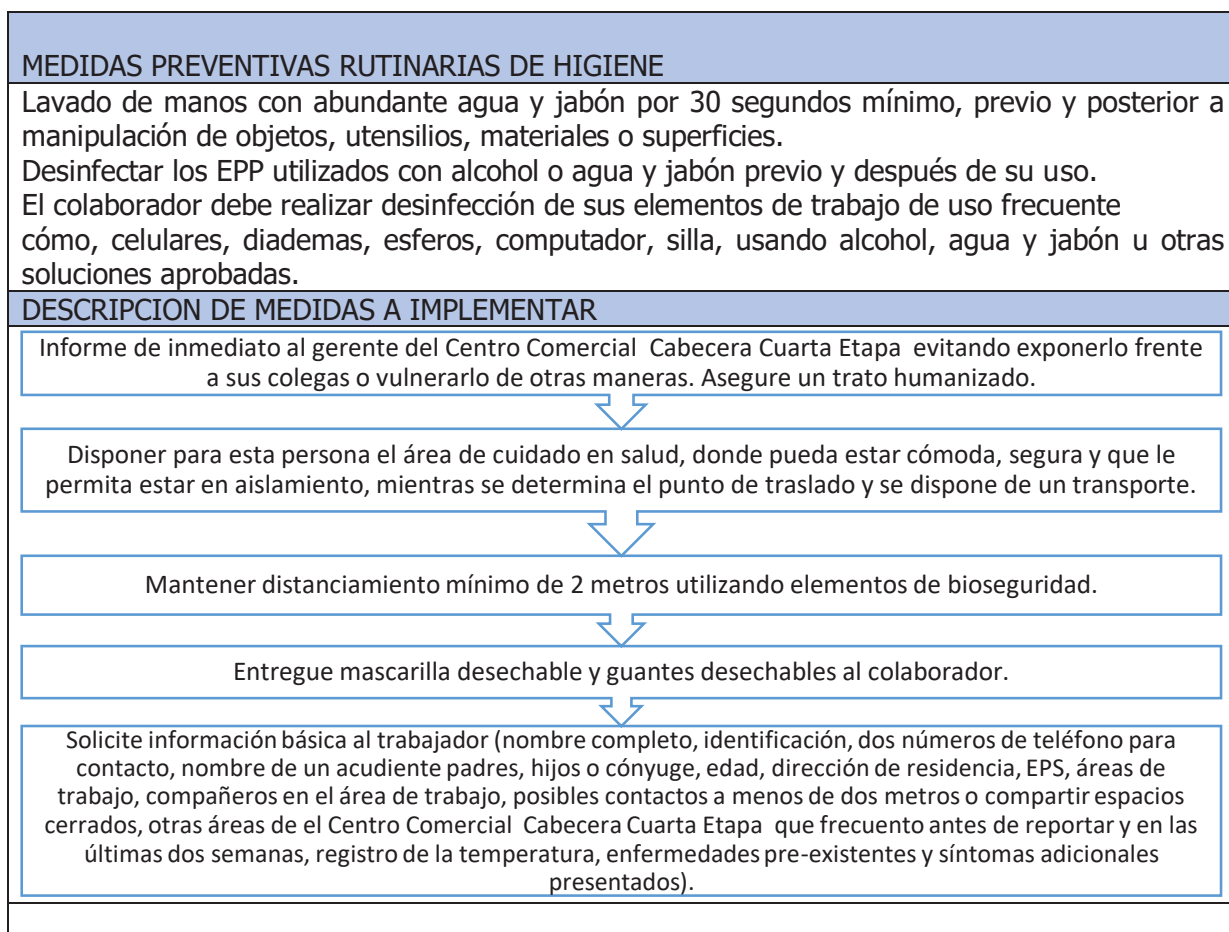 MEDIDAS PREVENTIVAS RUTINARIAS DE HIGIENE
Lavado de manos con abundante agua y jabón por 30 segundos mínimo, previo y posterior a
manipulación de objetos, utensilios, materiales o superficies.
Desinfectar los EPP utilizados con alcohol o agua y jabón previo y después de su uso.
El colaborador debe realizar desinfección de sus elementos de trabajo de uso frecuente
cómo, celulares, diademas, esferos, computador, silla, usando alcohol, agua y jabón u otras
soluciones aprobadas.
DESCRIPCION DE MEDIDAS A IMPLEMENTAR
Informe de inmediato al gerente del Centro Comercial Cabecera Cuarta Etapa evitando exponerlo frente
a sus colegas o vulnerarlo de otras maneras. Asegure un trato humanizado.
Disponer para esta persona el área de cuidado en salud, donde pueda estar cómoda, segura y que le
permita estar en aislamiento, mientras se determina el punto de traslado y se dispone de un transporte.
Mantener distanciamiento mínimo de 2 metros utilizando elementos de bioseguridad.
Entregue mascarilla desechable y guantes desechables al colaborador.
Solicite información básica al trabajador (nombre completo, identificación, dos números de teléfono para
contacto, nombre de un acudiente padres, hijos o cónyuge, edad, dirección de residencia, EPS, áreas de
trabajo, compañeros en el área de trabajo, posibles contactos a menos de dos metros o compartir espacios
cerrados, otras áreas de el Centro Comercial Cabecera Cuarta Etapa que frecuento antes de reportar y en las
últimas dos semanas, registro de la temperatura, enfermedades pre-existentes y síntomas adicionales
presentados).